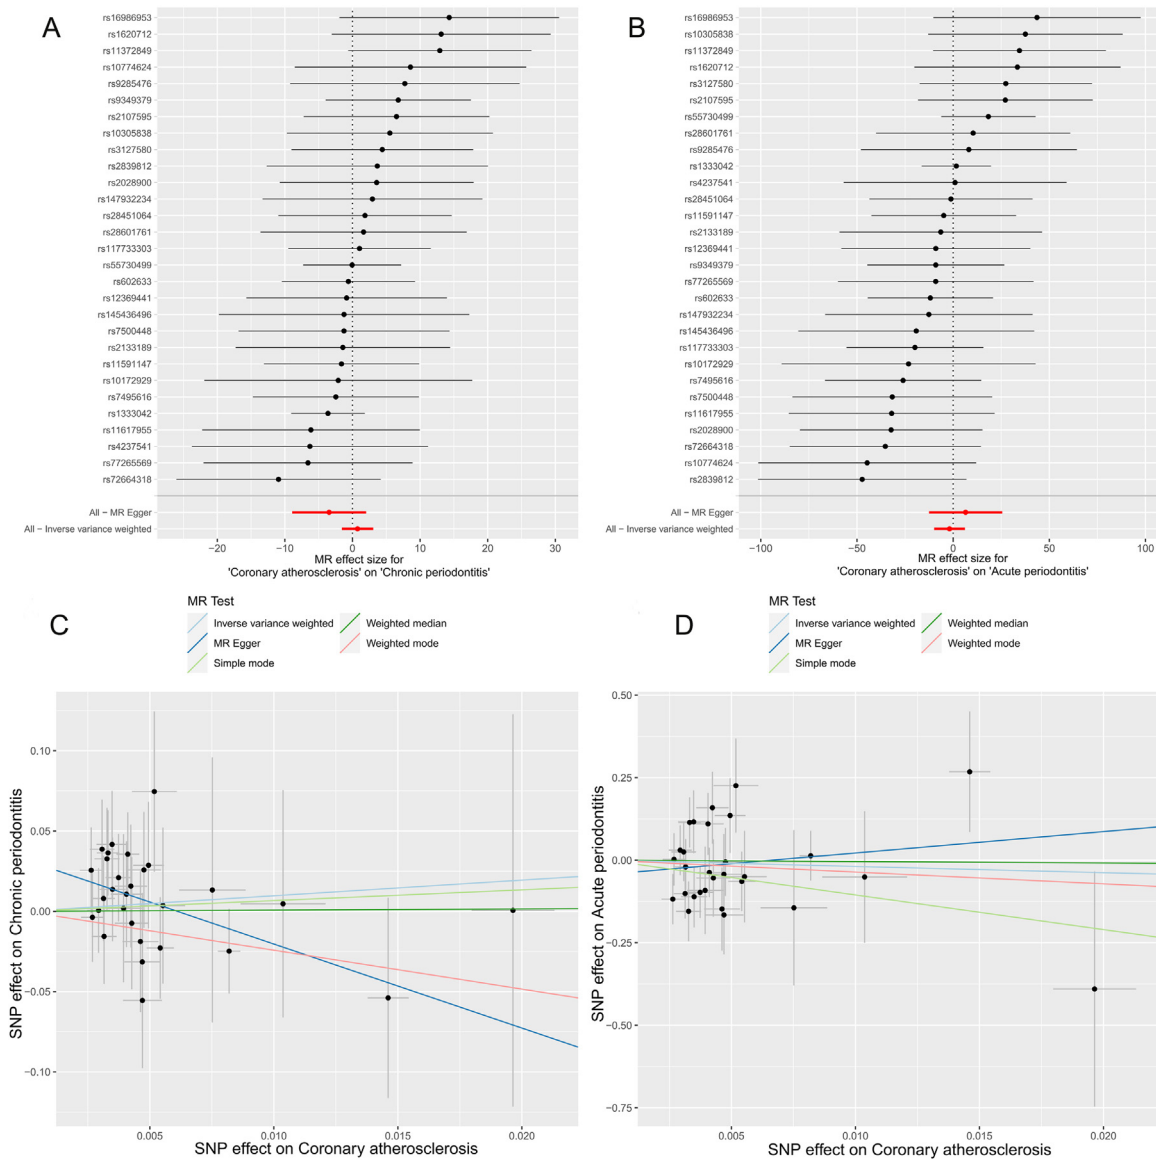 A
rs16986953
rs1620712
rs11372849
rs10774624
rs9285476
rs9349379
rs2107595
rs10305838
rs3127580
rs2839812
rs2028900
rs147932234
rs28451064
rs28601761
rs117733303
rs55730499
rs602633
rs12369441
rs145436496
rs7500448
rs2133189
rs11591147
rs10172929
rs7495616
rs1333042
rs11617955
rs4237541
rs77265569
rs72664318
All − MR Egger
All − Inverse variance weighted
−20 −10 0 10 20 30
MR effect size for
'Coronary atherosclerosis' on 'Chronic periodontitis'
B
rs16986953
rs10305838
rs11372849
rs1620712
rs3127580
rs2107595
rs55730499
rs28601761
rs9285476
rs1333042
rs4237541
rs28451064
rs11591147
rs2133189
rs12369441
rs9349379
rs77265569
rs602633
rs147932234
rs145436496
rs117733303
rs10172929
rs7495616
rs7500448
rs11617955
rs2028900
rs72664318
rs10774624
rs2839812
All − MR Egger
All − Inverse variance weighted
−100 −50 0 50 100
MR effect size for
'Coronary atherosclerosis' on 'Acute periodontitis'
C
MR Test
Inverse variance weighted
MR Egger
Simple mode
Weighted median
Weighted mode
SNP effect on Chronic periodontitis
0.10
0.05
0.00
−0.05
−0.10
0.005 0.010 0.015 0.020
SNP effect on Coronary atherosclerosis
D
MR Test
Inverse variance weighted
MR Egger
Simple mode
Weighted median
Weighted mode
SNP effect on Acute periodontitis
0.50
0.25
0.00
−0.25
−0.50
−0.75
0.005 0.010 0.015 0.020
SNP effect on Coronary atherosclerosis